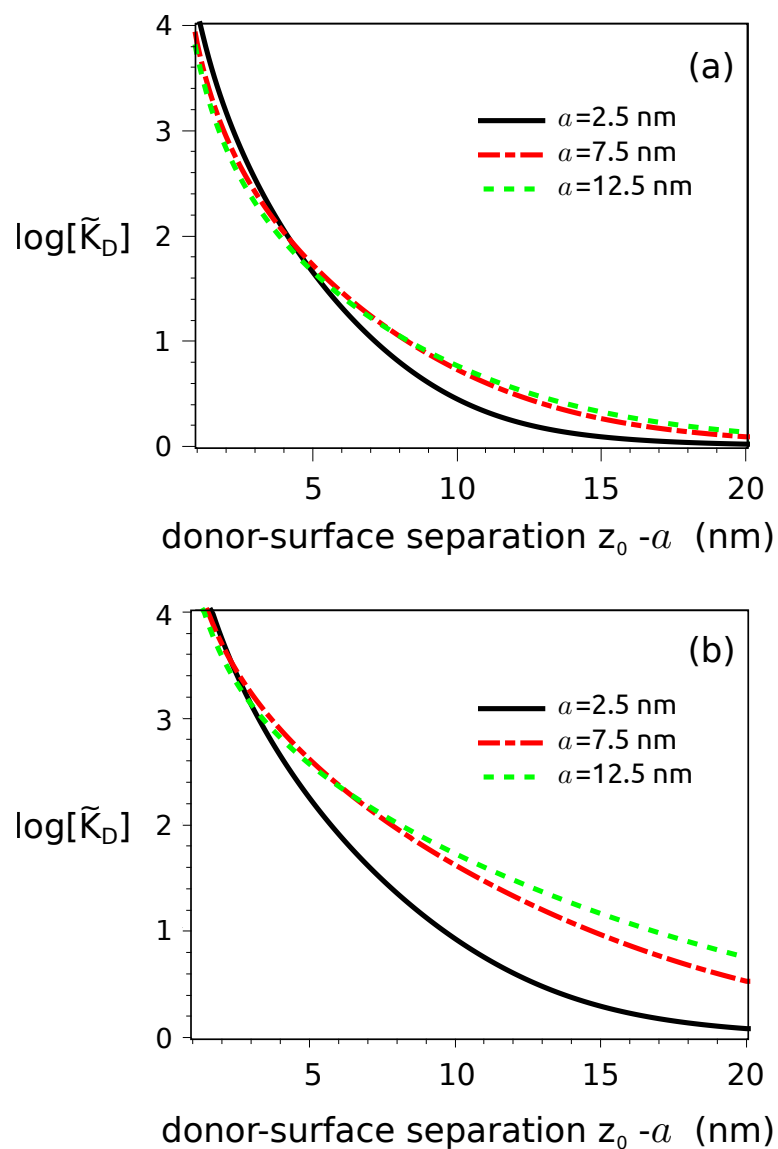 (a)
a=2.5 nm
a=7.5 nm
a=12.5 nm
log[K̃_D]
4
3
2
1
0
5 10 15 20
donor-surface separation z₀ -a (nm)
(b)
a=2.5 nm
a=7.5 nm
a=12.5 nm
log[K̃_D]
4
3
2
1
0
5 10 15 20
donor-surface separation z₀ -a (nm)